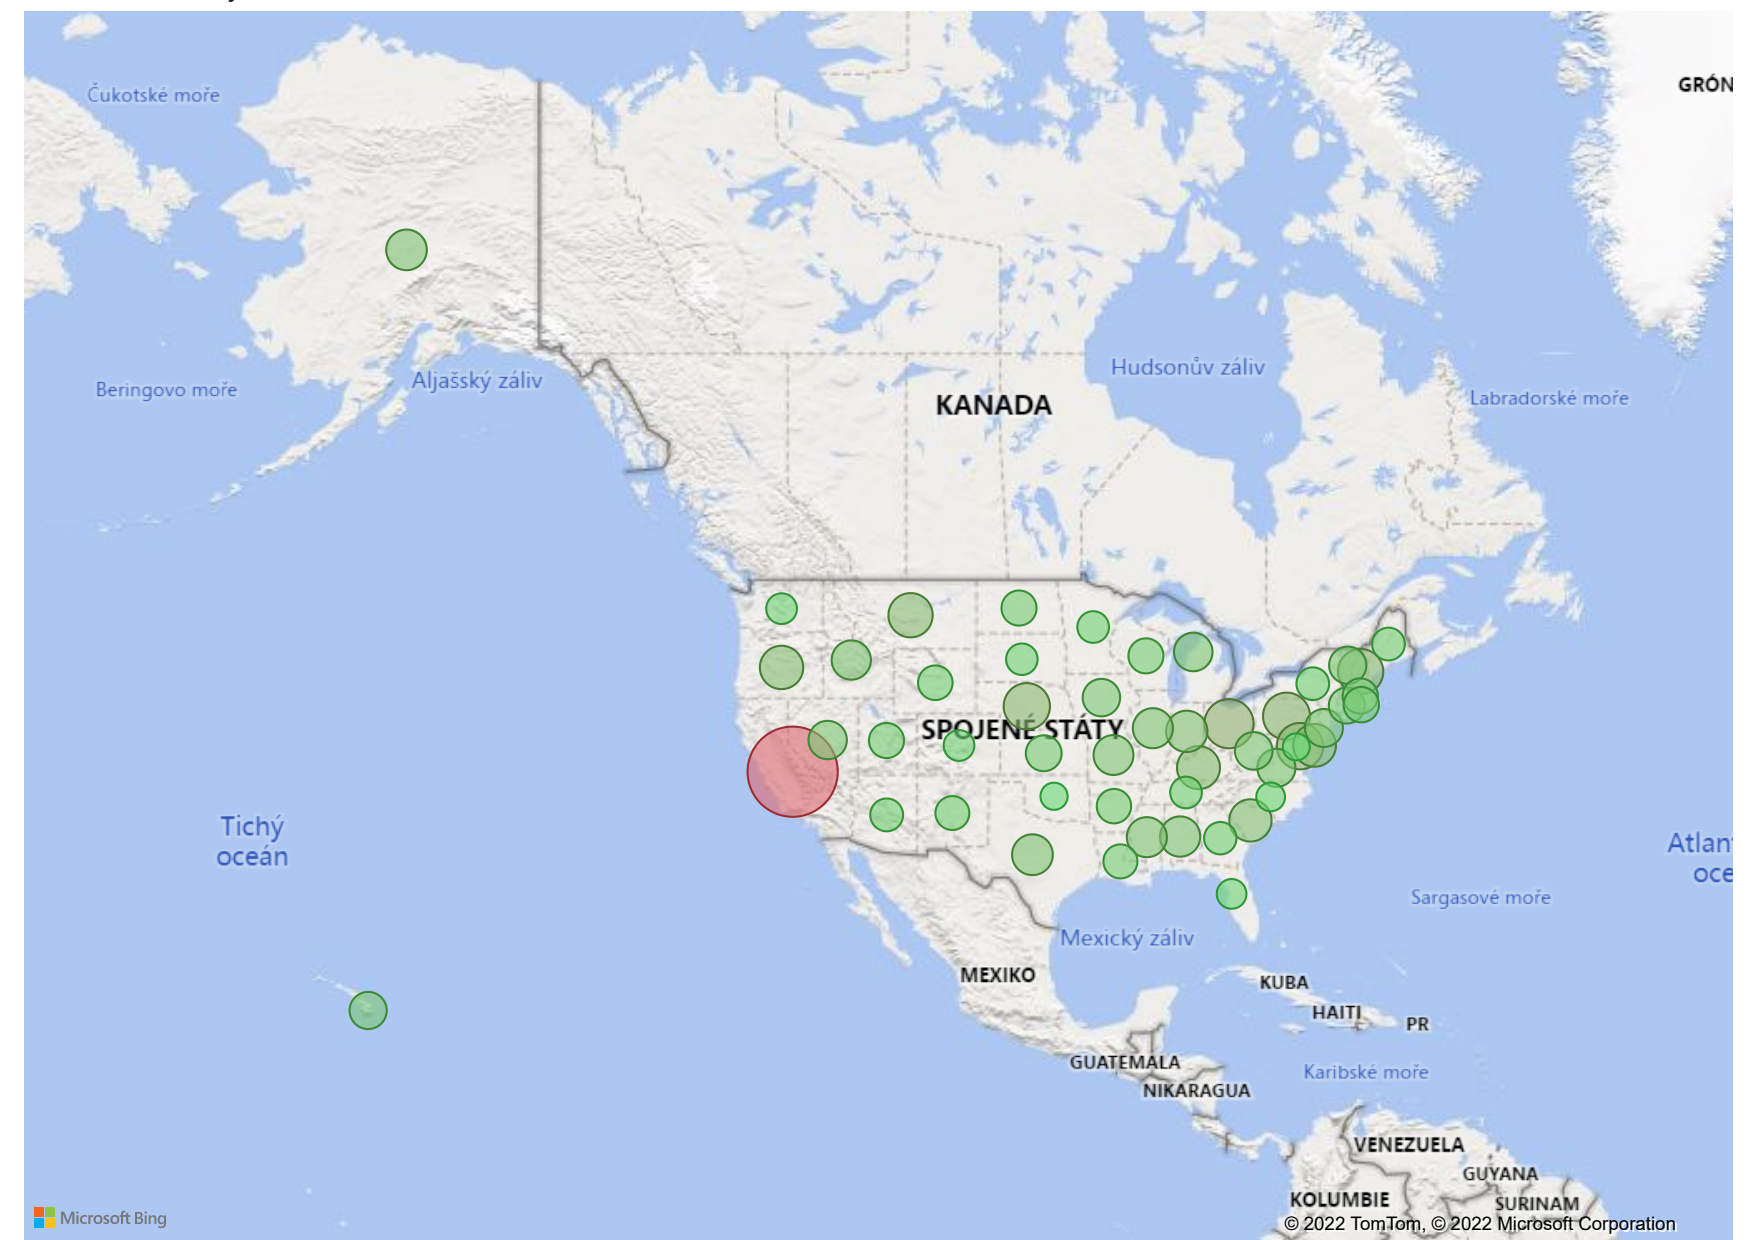 Čukotské moře
GRÓN
Beringovo moře
Aljašský záliv
Hudsonův záliv
KANADA
Labradorské moře
SPOJENÉ STÁTY
Tichý
oceán
Atlan
oce
Sargasové moře
Mexický záliv
MEXIKO
KUBA
HAITI
PR
GUATEMALA
Karibské moře
NIKARAGUA
VENEZUELA
GUYANA
KOLUMBIE
SURINAM
Microsoft Bing
© 2022 TomTom, © 2022 Microsoft Corporation